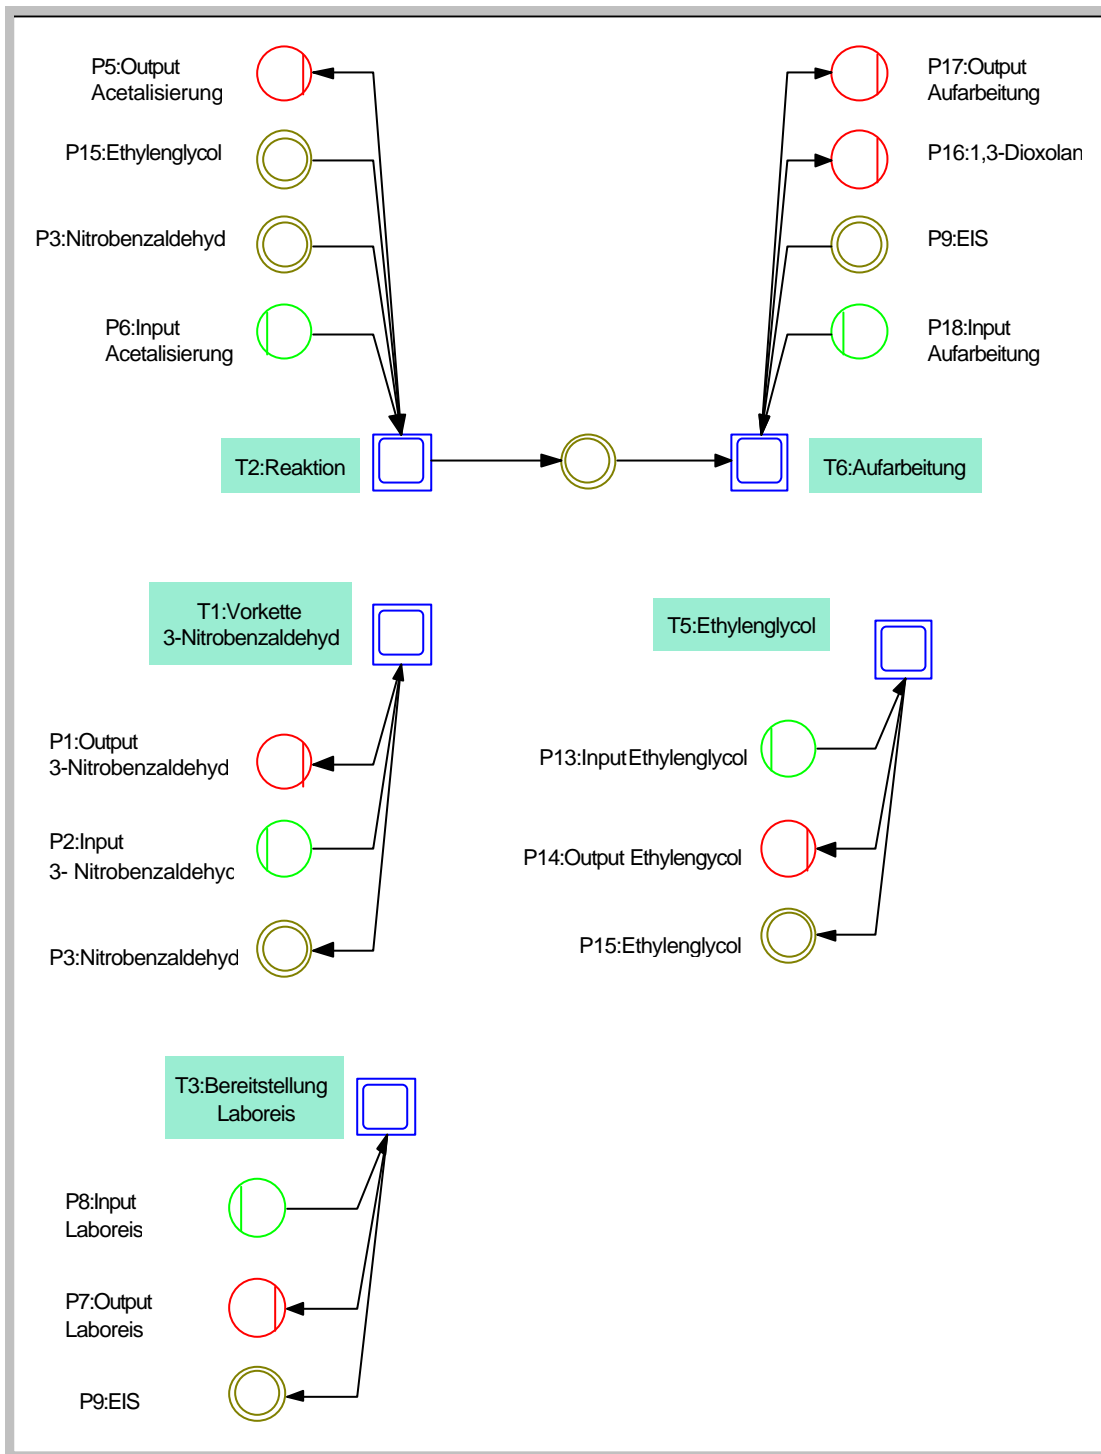 P5:Output
Acetalisierung
P15:Ethylenglycol
P3:Nitrobenzaldehyd
P6:Input
Acetalisierung
P17:Output
Aufarbeitung
P16:1,3-Dioxolan
P9:EIS
P18:Input
Aufarbeitung
T2:Reaktion
T6:Aufarbeitung
T1:Vorkette
3-Nitrobenzaldehyd
P1:Output
3-Nitrobenzaldehyd
P2:Input
3- Nitrobenzaldehyc
P3:Nitrobenzaldehyd
T5:Ethylenglycol
P13:Input Ethylenglycol
P14:Output Ethylengycol
P15:Ethylenglycol
T3:Bereitstellung
Laboreis
P8:Input
Laboreis
P7:Output
Laboreis
P9:EIS